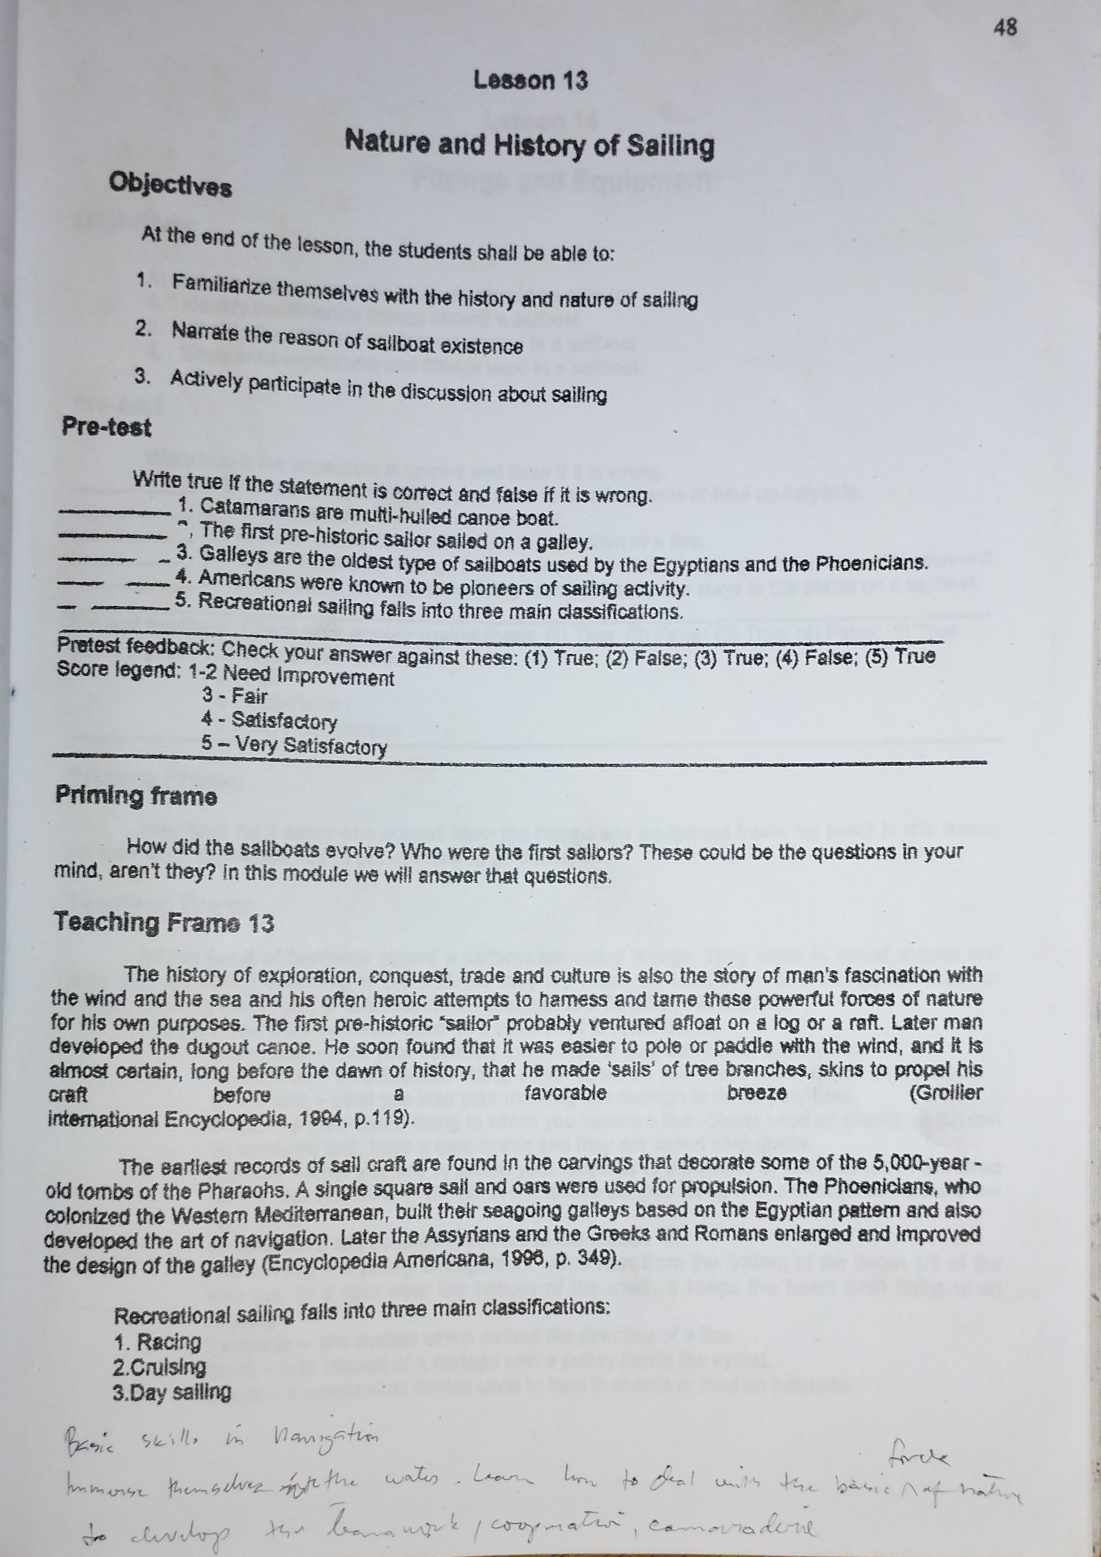 48
Lesson 13
Nature and History of Sailing
Objectives
At the end of the lesson, the students shall be able to:
1. Familiarize themselves with the history and nature of sailing
2. Narrate the reason of sailboat existence
3. Actively participate in the discussion about sailing
Pre-test
Write true if the statement is correct and false if it is wrong.
1. Catamarans are multi-hulled canoe boat.
The first pre-historic sailor sailed on a galley.
3. Galleys are the oldest type of sailboats used by the Egyptians and the Phoenicians.
4. Americans were known to be pioneers of sailing activity.
5. Recreational sailing falls into three main classifications.
Pretest feedback: Check your answer against these: (1) True; (2) False; (3) True; (4) False; (5) True
Score legend: 1-2 Need Improvement
3 - Fair
4 - Satisfactory
5 – Very Satisfactory
Priming frame
How did the sailboats evolve? Who were the first sailors? These could be the questions in your
mind, aren't they? In this module we will answer that questions.
Teaching Frame 13
The history of exploration, conquest, trade and culture is also the story of man's fascination with
the wind and the sea and his often heroic attempts to harness and tame these powerful forces of nature
for his own purposes. The first pre-historic “sailor” probably ventured afloat on a log or a raft. Later man
developed the dugout canoe. He soon found that it was easier to pole or paddle with the wind, and it is
almost certain, long before the dawn of history, that he made ‘sails’ of tree branches, skins to propel his
craft before a favorable breeze (Grollier
international Encyclopedia, 1994, p.119).
The earliest records of sail craft are found in the carvings that decorate some of the 5,000-year -
old tombs of the Pharaohs. A single square sail and oars were used for propulsion. The Phoenicians, who
colonized the Western Mediterranean, built their seagoing galleys based on the Egyptian pattern and also
developed the art of navigation. Later the Assyrians and the Greeks and Romans enlarged and improved
the design of the galley (Encyclopedia Americana, 1996, p. 349).
Recreational sailing falls into three main classifications:
1. Racing
2.Cruising
3.Day sailing
Basic skills in Navigation
force
Immerse themselves the water. Learn how to deal with the basic of nature
to develop the teamwork, cooperation, camaraderie